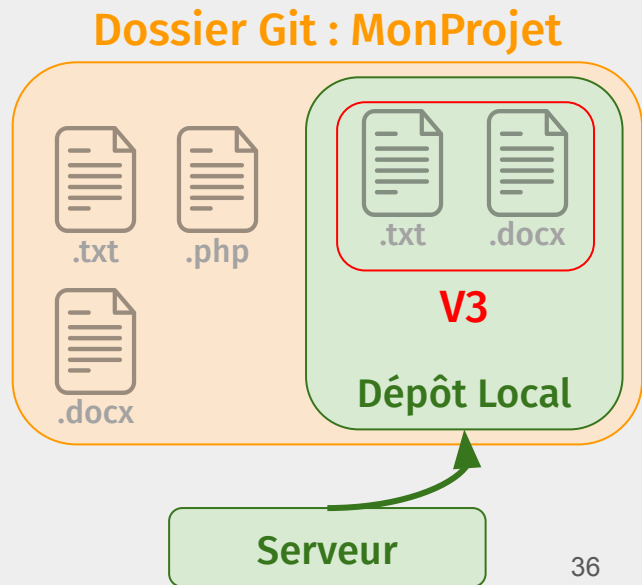 Dossier Git : MonProjet
.txt
.php
.docx
.txt
.docx
V3
Dépôt Local
Serveur
36